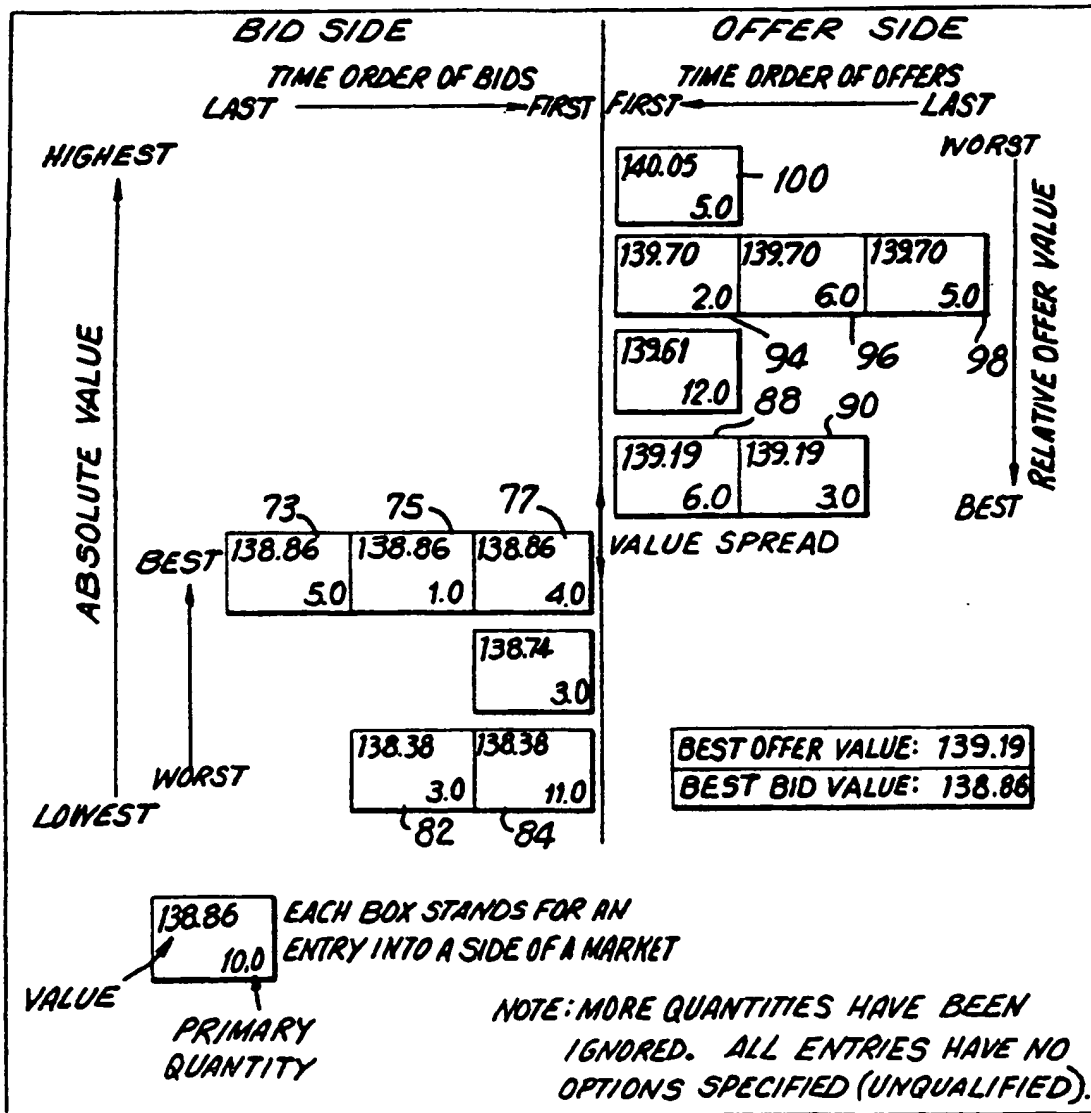 BID SIDE
OFFER SIDE
TIME ORDER OF BIDS
TIME ORDER OF OFFERS
LAST
FIRST
FIRST
LAST
HIGHEST
WORST
140.05
5.0
100
139.70
2.0
139.70
6.0
139.70
5.0
94
96
98
139.61
12.0
RELATIVE OFFER VALUE
88
90
139.19
6.0
139.19
3.0
BEST
ABSOLUTE VALUE
73
75
77
VALUE SPREAD
BEST
138.86
5.0
138.86
1.0
138.86
4.0
138.74
3.0
138.38
3.0
138.38
11.0
WORST
LOWEST
82
84
BEST OFFER VALUE: 139.19
BEST BID VALUE: 138.86
138.86
10.0
EACH BOX STANDS FOR AN
ENTRY INTO A SIDE OF A MARKET
VALUE
PRIMARY
QUANTITY
NOTE: MORE QUANTITIES HAVE BEEN
IGNORED. ALL ENTRIES HAVE NO
OPTIONS SPECIFIED (UNQUALIFIED).